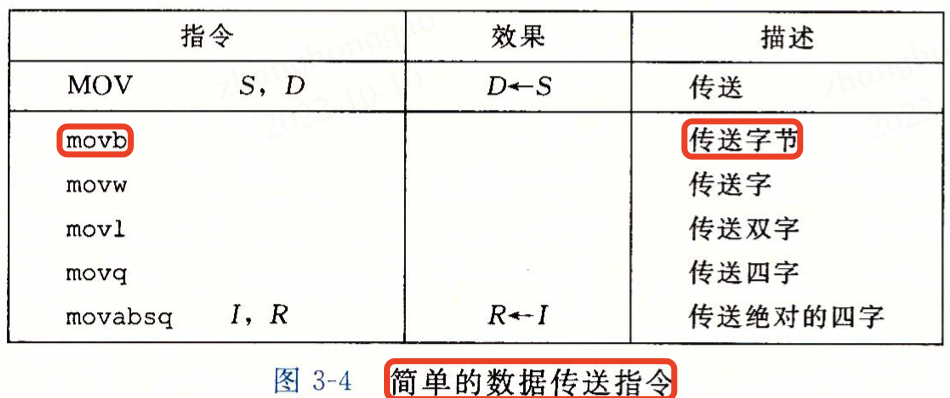 指令 效果 描述
MOV S, D D←S 传送
movb 传送字节
movw 传送字
movl 传送双字
movq 传送四字
movabsq I, R R←I 传送绝对的四字
图 3-4 简单的数据传送指令